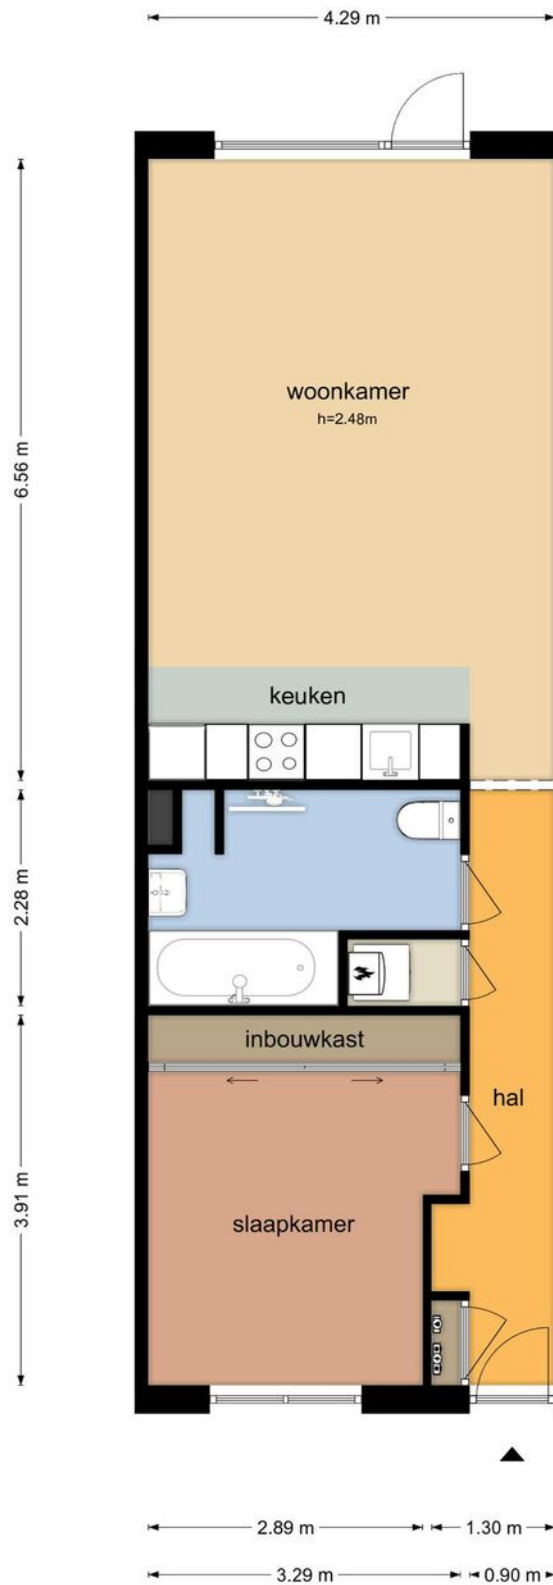 4.29 m
woonkamer
h=2.48m
6.56 m
keuken
2.28 m
inbouwkast
hal
3.91 m
slaapkamer
2.89 m
1.30 m
3.29 m
0.90 m